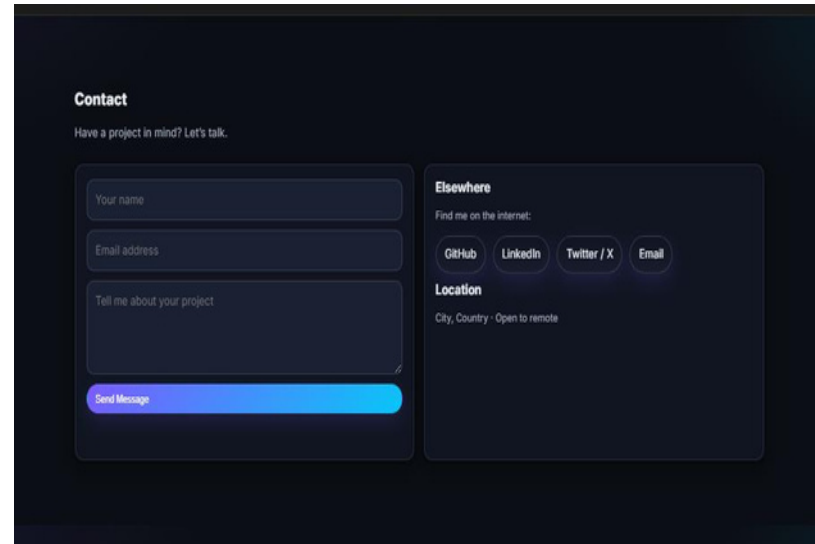 Contact
Have a project in mind? Let's talk.
Your name
Email address
Tell me about your project
Send Message
Elsewhere
Find me on the internet:
GitHub LinkedIn Twitter / X Email
Location
City, Country · Open to remote